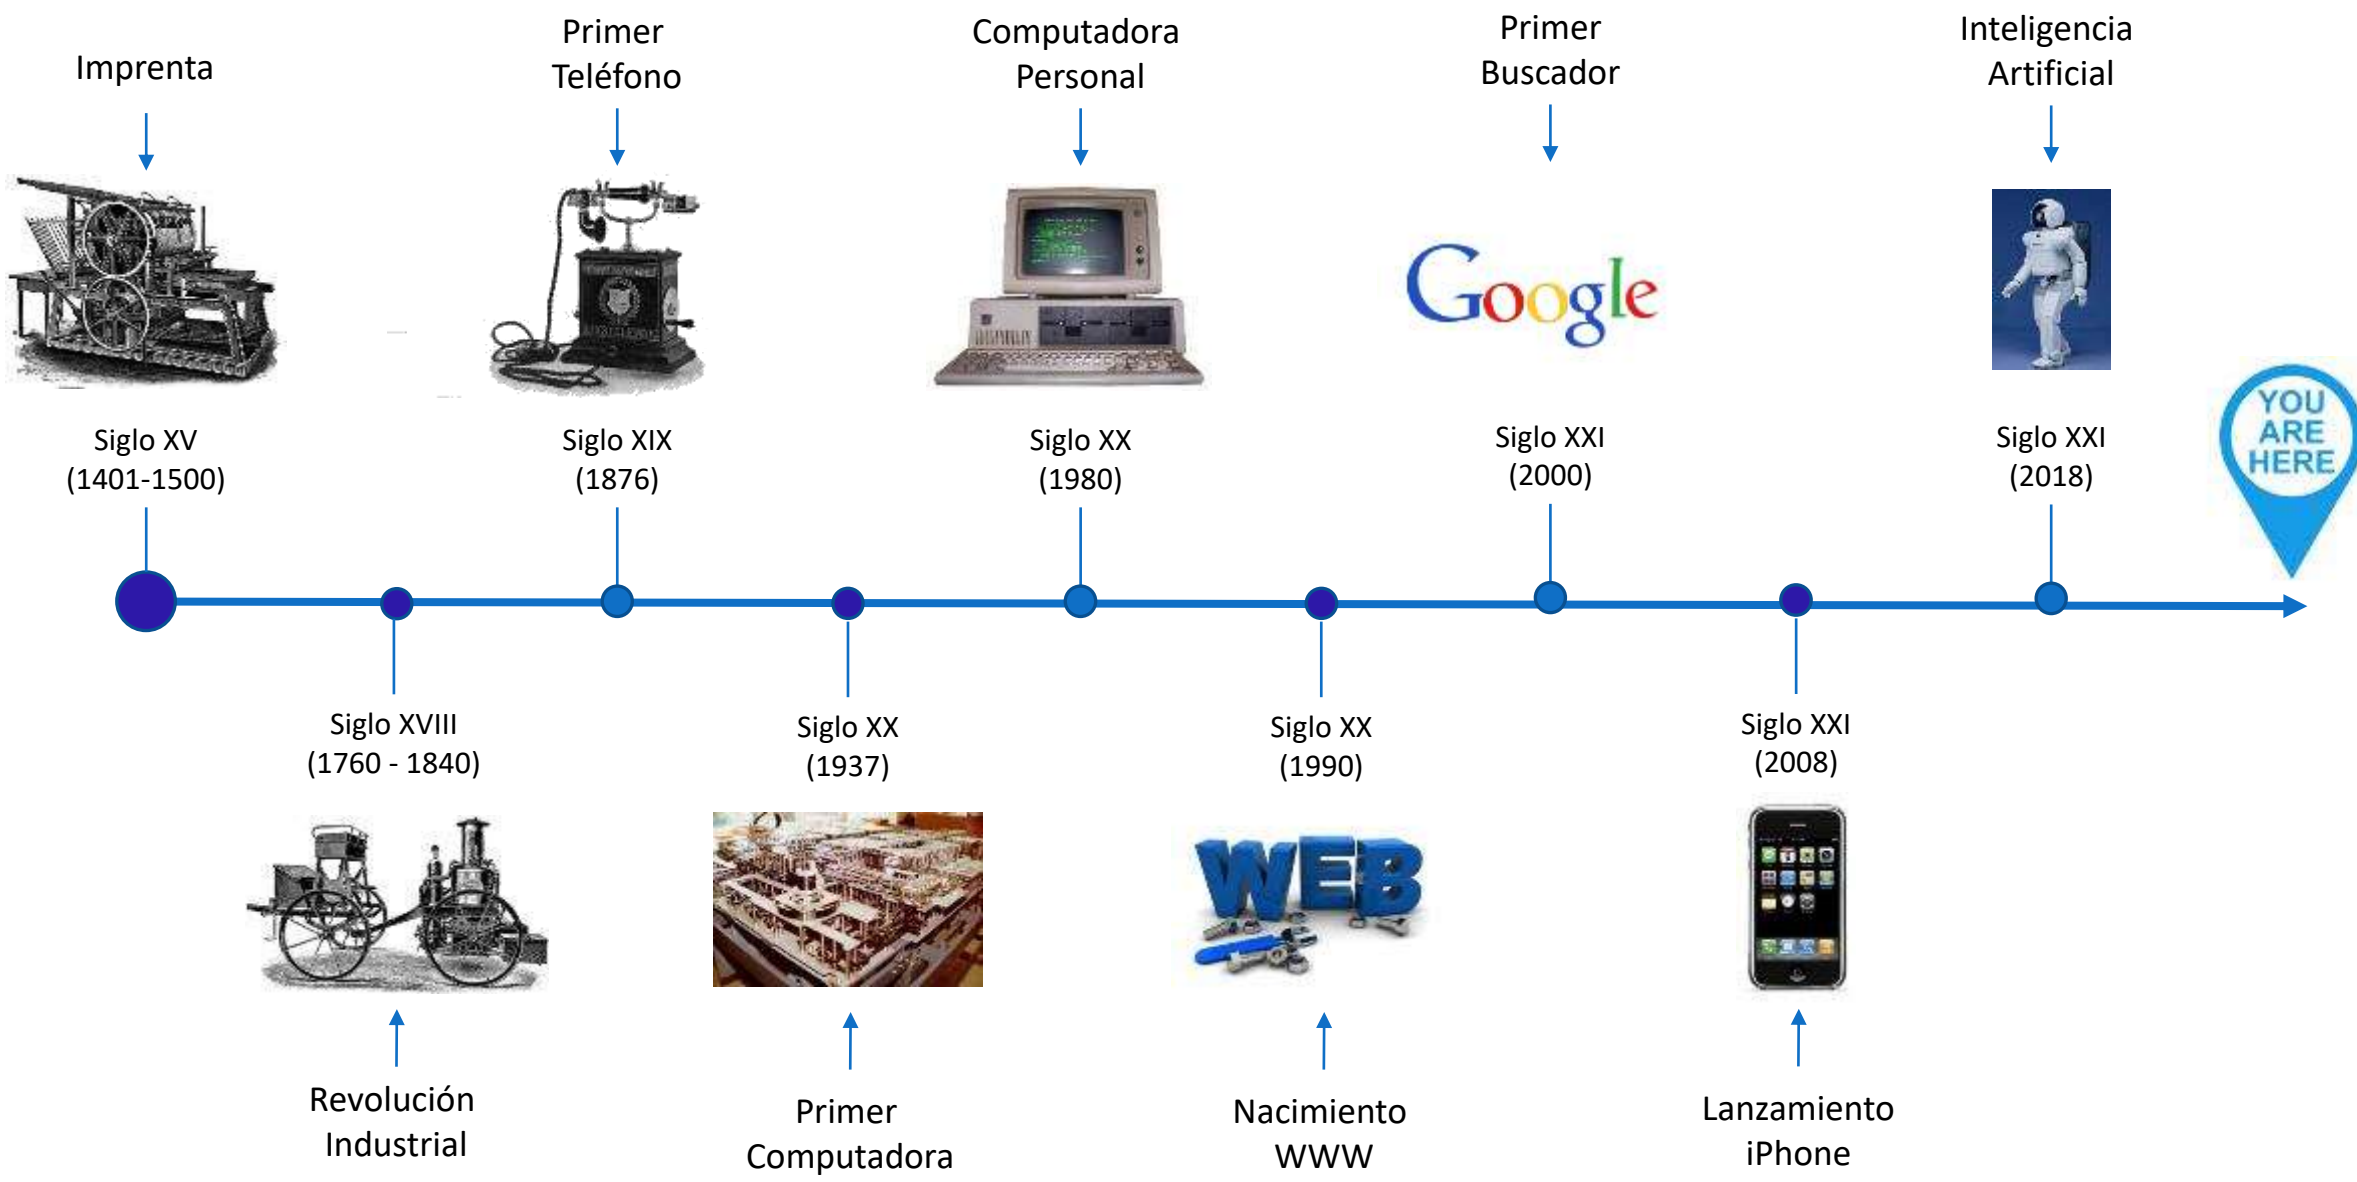 Imprenta
Primer
Teléfono
Computadora
Personal
Primer
Buscador
Inteligencia
Artificial
Google
YOU
ARE
HERE
Siglo XV
(1401-1500)
Siglo XIX
(1876)
Siglo XX
(1980)
Siglo XXI
(2000)
Siglo XXI
(2018)
Siglo XVIII
(1760 - 1840)
Siglo XX
(1937)
Siglo XX
(1990)
Siglo XXI
(2008)
WEB
Revolución
Industrial
Primer
Computadora
Nacimiento
WWW
Lanzamiento
iPhone